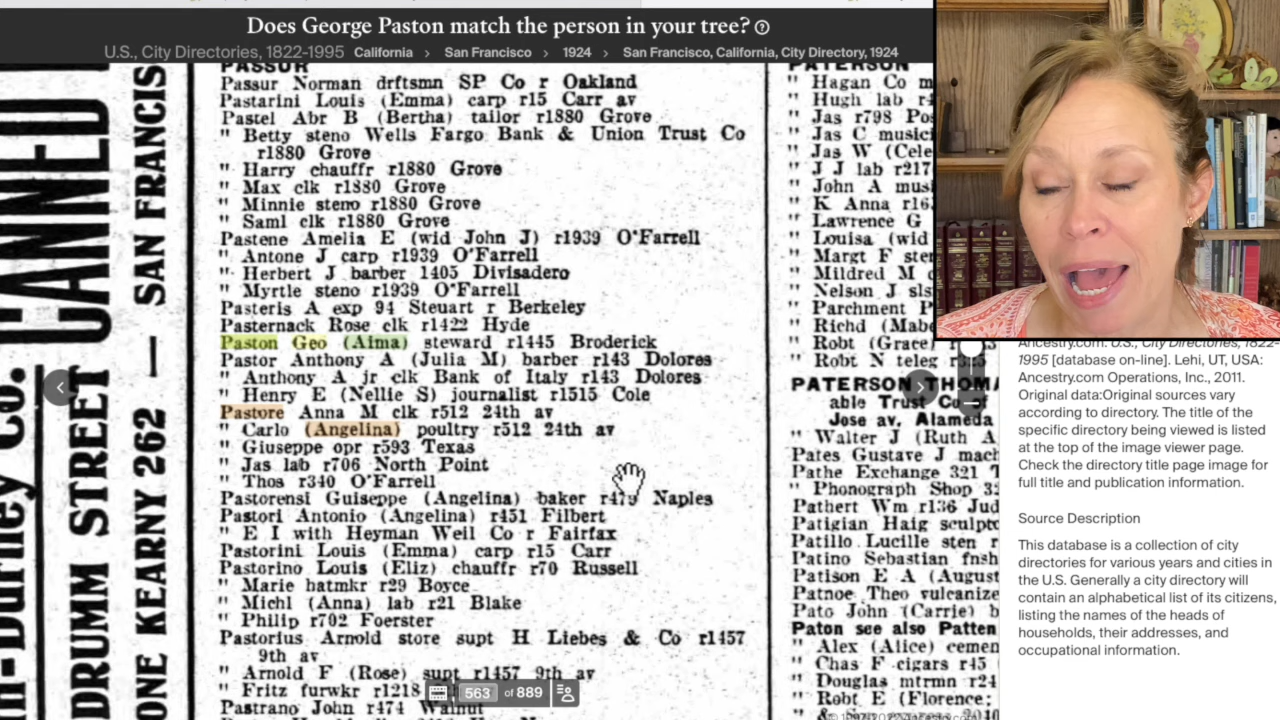 Does George Paston match the person in your tree?
U.S., City Directories, 1822-1995 California > San Francisco > 1924 > San Francisco, California, City Directory, 1924
CANNED
DRUMM STREET
KEARNY 262 — SAN FRANCIS
PASSUR
Passur Norman drftsmn SP Co r Oakland
Pastarini Louis (Emma) carp r15 Carr av
Pastel Abr B (Bertha) tailor r1880 Grove
" Betty steno Wells Fargo Bank & Union Trust Co
r1880 Grove
" Harry chauffr r1880 Grove
" Max clk r1880 Grove
" Minnie steno r1880 Grove
" Saml clk r1880 Grove
Pastene Amelia E (wid John J) r1939 O'Farrell
" Antone J carp r1939 O'Farrell
" Herbert J barber 1405 Divisadero
" Myrtle steno r1939 O'Farrell
Pasteris A exp 94 Steuart r Berkeley
Pasternack Rose clk r1422 Hyde
Paston Geo (Aima) steward r1445 Broderick
Pastor Anthony A (Julia M) barber r143 Dolores
" Anthony A jr clk Bank of Italy r143 Dolores
" Henry E (Nellie S) journalist r1515 Cole
Pastore Anna M clk r512 24th av
" Carlo (Angelina) poultry r512 24th av
" Giuseppe opr r593 Texas
" Jas lab r706 North Point
" Thos r340 O'Farrell
Pastorensi Guiseppe (Angelina) baker r479 Naples
Pastori Antonio (Angelina) r451 Filbert
" E I with Heyman Weil Co r Fairfax
Pastorini Louis (Emma) carp r15 Carr
Pastorino Louis (Eliz) chauffr r70 Russell
" Marie hatmkr r29 Boyce
" Michl (Anna) lab r21 Blake
" Philip r702 Foerster
Pastorius Arnold store supt H Liebes & Co r1457
9th av
" Arnold F (Rose) supt r1457 9th av
" Fritz furwkr r1218
Pastrano John r474 Walnut
563 of 889
PATERSON
" Hagan Co m
" Hugh lab r4
" Jas r798 Pos
" Jas C musici
" Jas W (Cele
" J J lab r217
" John A mus
" K Anna r16
" Lawrence G
" Louisa (wid
" Margt F ster
" Mildred M c
" Nelson J sls
" Parchment P
" Richd (Mabe
" Robt (Grace)
" Robt N teleg
PATERSON THOMA
able Trust Co of
Jose av, Alameda
" Walter J (Ruth A
Pates Gustave J mach
Pathe Exchange 321 T
" Phonograph Shop 3
Pathert Wm r136 Jud
Patigian Haig sculpto
Patillo Lucille sten r
Patino Sebastian fnsh
Patison E A (August
Patnoe Theo vulcanize
Pato John (Carrie) b
Paton see also Patten
" Alex (Alice) cemen
" Chas F cigars r45
" Douglas mtrmn r24
" Robt E (Florence;
Ancestry.com. U.S., City Directories, 1822-
1995 [database on-line]. Lehi, UT, USA:
Ancestry.com Operations, Inc., 2011.
Original data:Original sources vary
according to directory. The title of the
specific directory being viewed is listed
at the top of the image viewer page.
Check the directory title page image for
full title and publication information.
Source Description
This database is a collection of city
directories for various years and cities in
the U.S. Generally a city directory will
contain an alphabetical list of its citizens,
listing the names of the heads of
households, their addresses, and
occupational information.